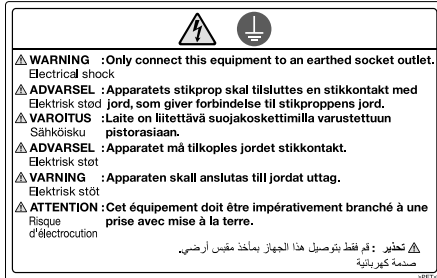 ⚠ WARNING : Only connect this equipment to an earthed socket outlet.
Electrical shock
⚠ ADVARSEL : Apparatets stikprop skal tilsluttes en stikkontakt med
Elektrisk stød jord, som giver forbindelse til stikproppens jord.
⚠ VAROITUS : Laite on liitettävä suojakoskettimilla varustettuun
Sähköisku pistorasiaan.
⚠ ADVARSEL : Apparatet må tilkoples jordet stikkontakt.
Elektrisk støt
⚠ VARNING : Apparaten skall anslutas till jordat uttag.
Elektrisk stöt
⚠ ATTENTION : Cet équipement doit être impérativement branché à une
Risque prise avec mise à la terre.
d'électrocution
⚠ تحذير : قم فقط بتوصيل هذا الجهاز بمأخذ مقبس أرضي.
صدمة كهربائية
>PET<